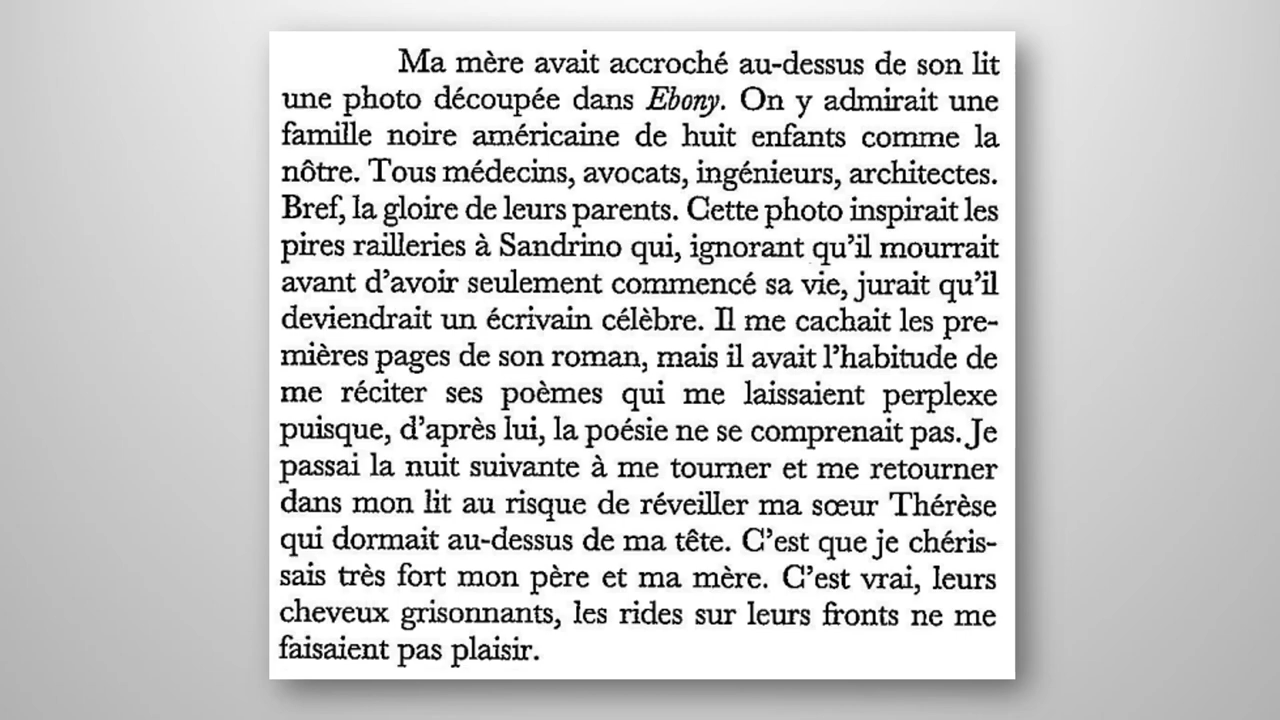 Ma mère avait accroché au-dessus de son lit
une photo découpée dans Ebony. On y admirait une
famille noire américaine de huit enfants comme la
nôtre. Tous médecins, avocats, ingénieurs, architectes.
Bref, la gloire de leurs parents. Cette photo inspirait les
pires railleries à Sandrino qui, ignorant qu’il mourrait
avant d’avoir seulement commencé sa vie, jurait qu’il
deviendrait un écrivain célèbre. Il me cachait les pre-
mières pages de son roman, mais il avait l’habitude de
me réciter ses poèmes qui me laissaient perplexe
puisque, d’après lui, la poésie ne se comprenait pas. Je
passai la nuit suivante à me tourner et me retourner
dans mon lit au risque de réveiller ma sœur Thérèse
qui dormait au-dessus de ma tête. C’est que je chéris-
sais très fort mon père et ma mère. C’est vrai, leurs
cheveux grisonnants, les rides sur leurs fronts ne me
faisaient pas plaisir.